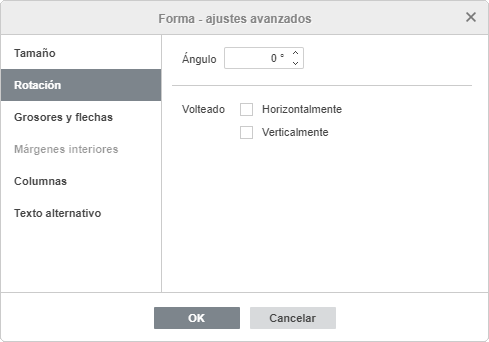 Forma - ajustes avanzados
Tamaño
Rotación
Grosores y flechas
Márgenes interiores
Columnas
Texto alternativo
Ángulo 0 °
Volteado Horizontalmente
Verticalmente
OK Cancelar